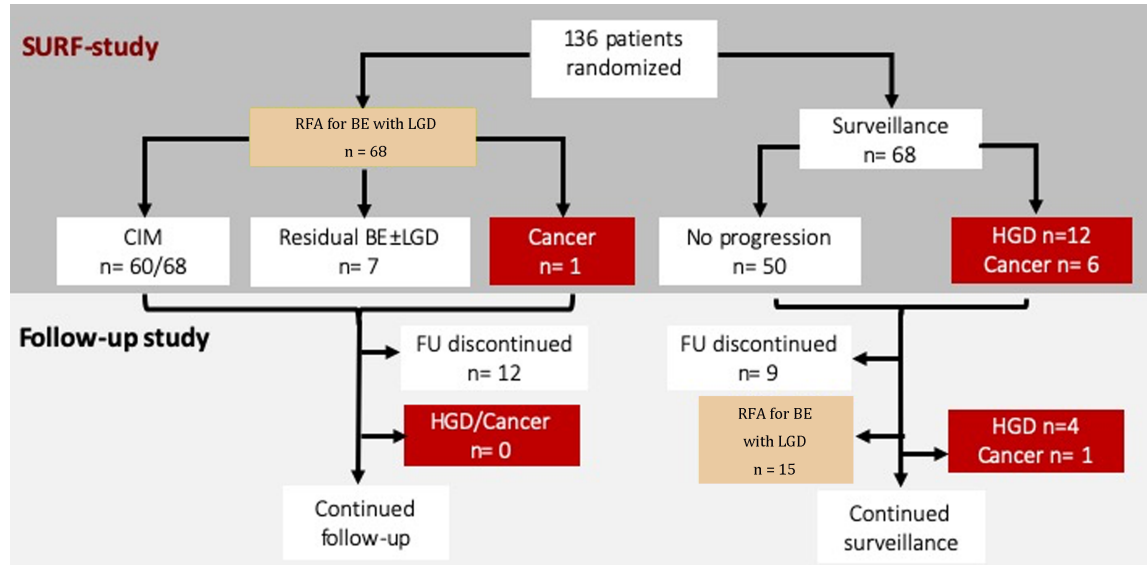 SURF-study
136 patients
randomized
RFA for BE with LGD
n = 68
Surveillance
n= 68
CIM
n= 60/68
Residual BE±LGD
n= 7
Cancer
n= 1
No progression
n= 50
HGD n=12
Cancer n= 6
Follow-up study
FU discontinued
n= 12
HGD/Cancer
n= 0
Continued
follow-up
FU discontinued
n= 9
RFA for BE
with LGD
n = 15
HGD n=4
Cancer n= 1
Continued
surveillance